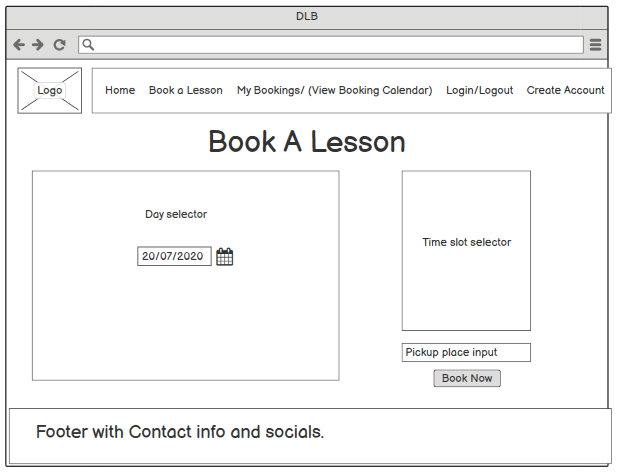 DLB
Logo
Home Book a Lesson My Bookings/ (View Booking Calendar) Login/Logout Create Account
Book A Lesson
Day selector
20/07/2020
Time slot selector
Pickup place input
Book Now
Footer with Contact info and socials.